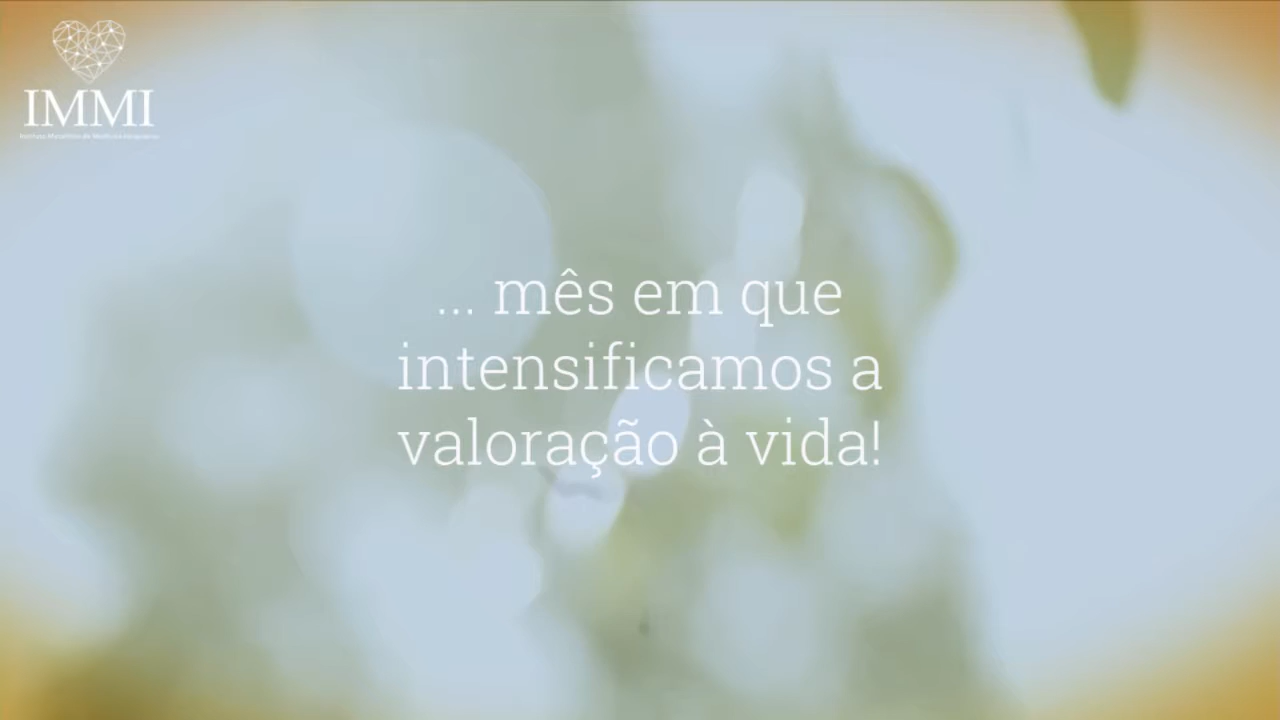 IMMI
... mês em que
intensificamos a
valoração à vida!